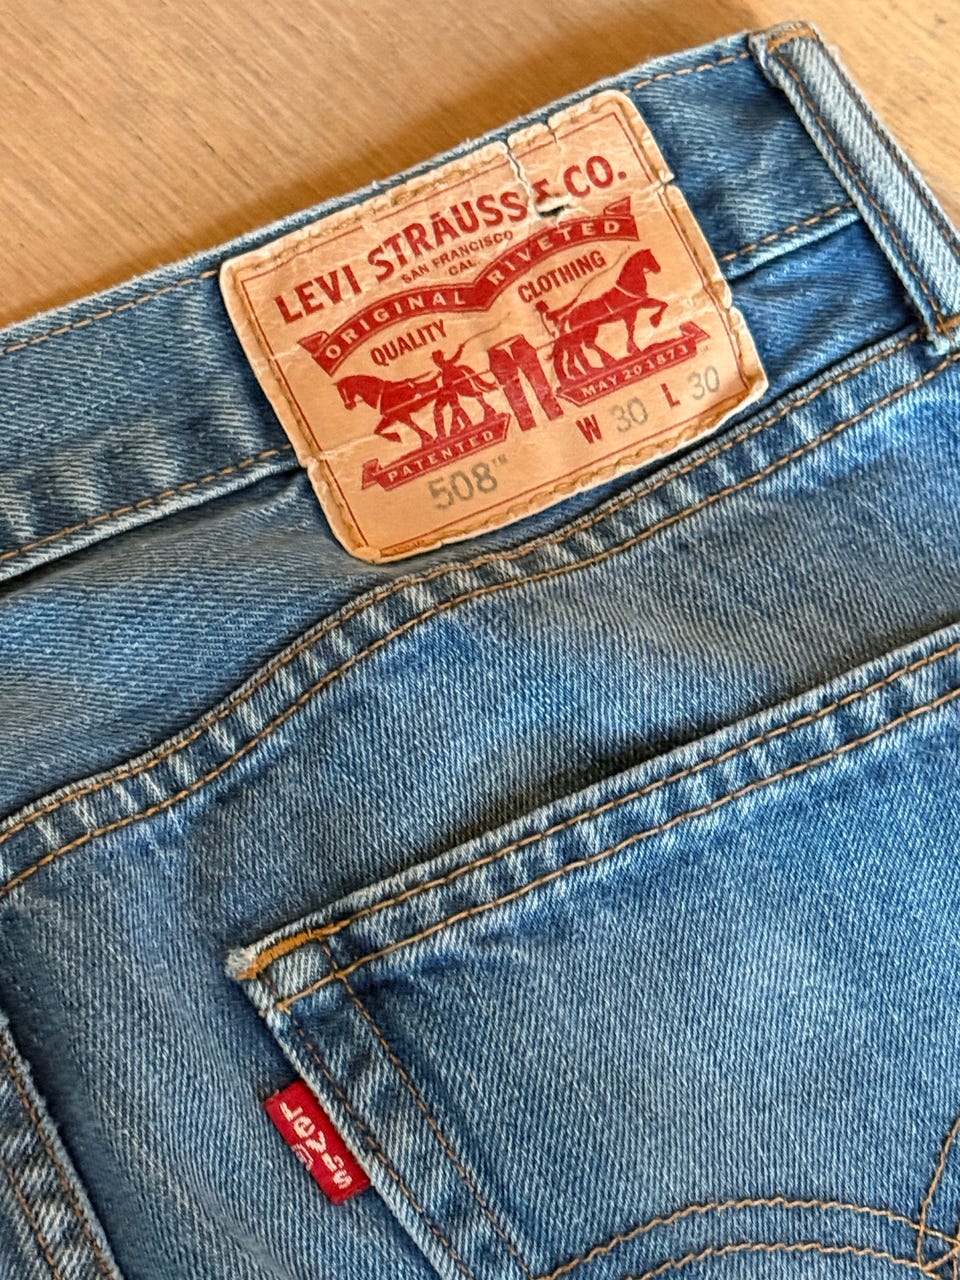 LEVI STRAUSS & CO.
SAN FRANCISCO
CAL
ORIGINAL RIVETED
QUALITY CLOTHING
PATENTED MAY 20 1873
508™ W 30 L 30
Levi's
®